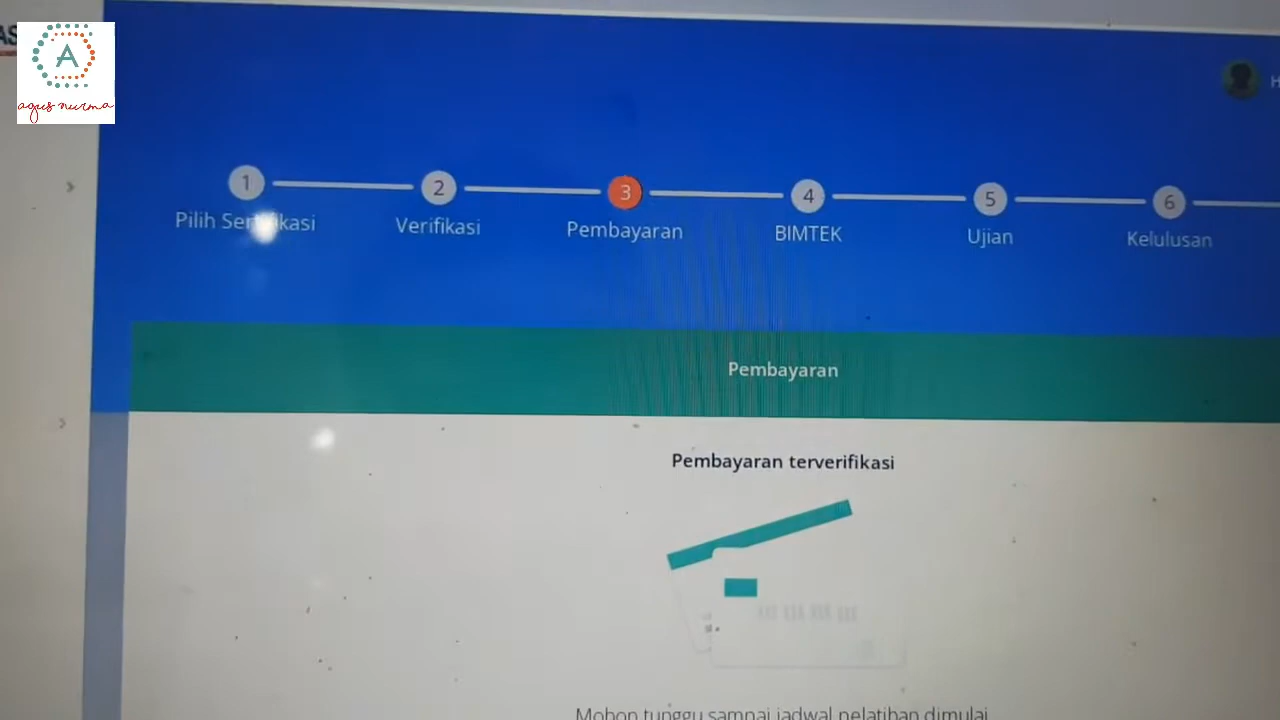 AS
A
agus nurma
H
1
2
3
4
5
6
Pilih Sertifikasi
Verifikasi
Pembayaran
BIMTEK
Ujian
Kelulusan
Pembayaran
Pembayaran terverifikasi
Mohon tunggu sampai jadwal pelatihan dimulai